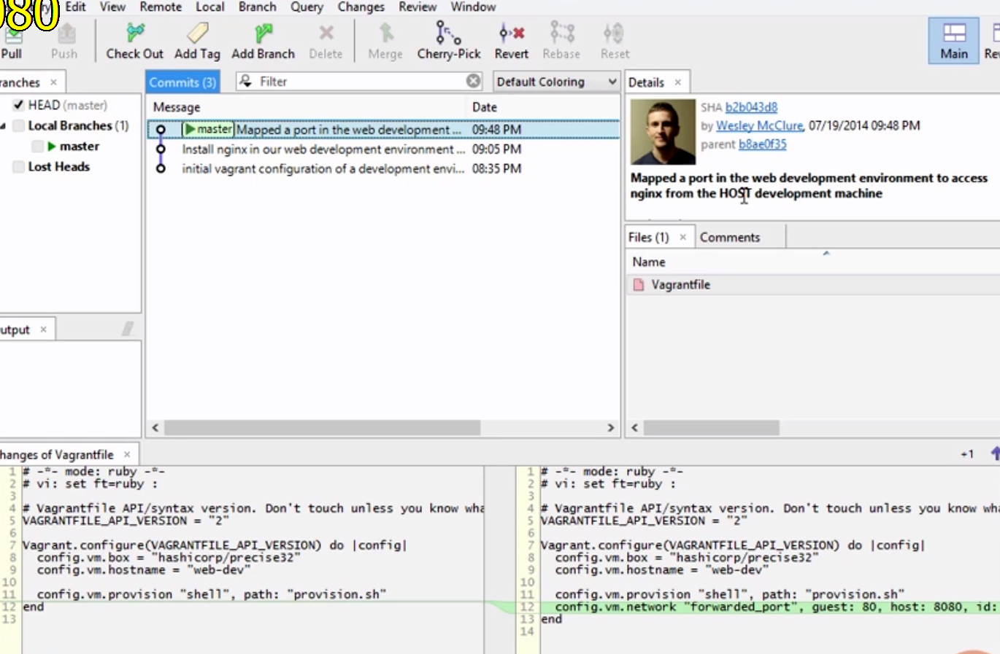 080
Edit View Remote Local Branch Query Changes Review Window
Pull Push Check Out Add Tag Add Branch Delete Merge Cherry-Pick Revert Rebase Reset Main
ranches Commits (3) Filter Default Coloring Details
HEAD (master)
Local Branches (1)
master
Lost Heads
Message Date
master Mapped a port in the web development ... 09:48 PM
Install nginx in our web development environment ... 09:05 PM
initial vagrant configuration of a development envi... 08:35 PM
SHA b2b043d8
by Wesley McClure, 07/19/2014 09:48 PM
parent b8ae0f35
Mapped a port in the web development environment to access
nginx from the HOST development machine
Files (1) Comments
Name
Vagrantfile
utput
hanges of Vagrantfile +1
1 # -*- mode: ruby -*-
2 # vi: set ft=ruby :
3
4 # Vagrantfile API/syntax version. Don't touch unless you know wha
5 VAGRANTFILE_API_VERSION = "2"
6
7 Vagrant.configure(VAGRANTFILE_API_VERSION) do |config|
8 config.vm.box = "hashicorp/precise32"
9 config.vm.hostname = "web-dev"
10
11 config.vm.provision "shell", path: "provision.sh"
12 end
13
1 # -*- mode: ruby -*-
2 # vi: set ft=ruby :
3
4 # Vagrantfile API/syntax version. Don't touch unless you know wha
5 VAGRANTFILE_API_VERSION = "2"
6
7 Vagrant.configure(VAGRANTFILE_API_VERSION) do |config|
8 config.vm.box = "hashicorp/precise32"
9 config.vm.hostname = "web-dev"
10
11 config.vm.provision "shell", path: "provision.sh"
12 config.vm.network "forwarded_port", guest: 80, host: 8080, id:
13 end
14